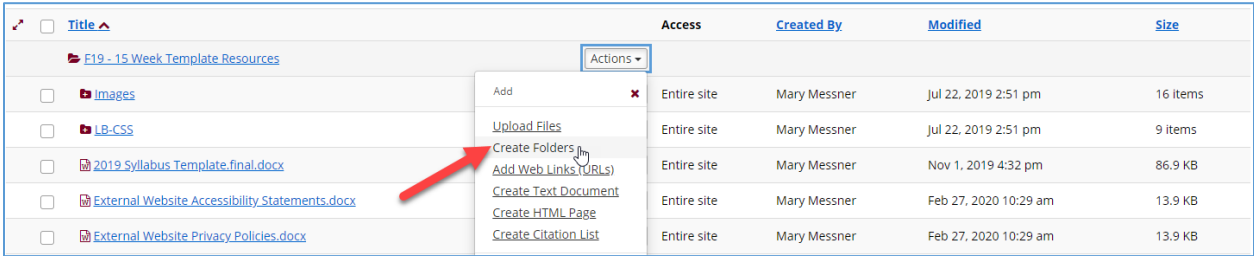 Title Access Created By Modified Size
F19 - 15 Week Template Resources Actions
Add
Images Entire site Mary Messner Jul 22, 2019 2:51 pm 16 items
Upload Files
LB-CSS Entire site Mary Messner Jul 22, 2019 2:51 pm 9 items
Create Folders
2019 Syllabus Template.final.docx Entire site Mary Messner Nov 1, 2019 4:32 pm 86.9 KB
Add Web Links (URLs)
Create Text Document
External Website Accessibility Statements.docx Entire site Mary Messner Feb 27, 2020 10:29 am 13.9 KB
Create HTML Page
External Website Privacy Policies.docx Create Citation List Entire site Mary Messner Feb 27, 2020 10:29 am 13.9 KB